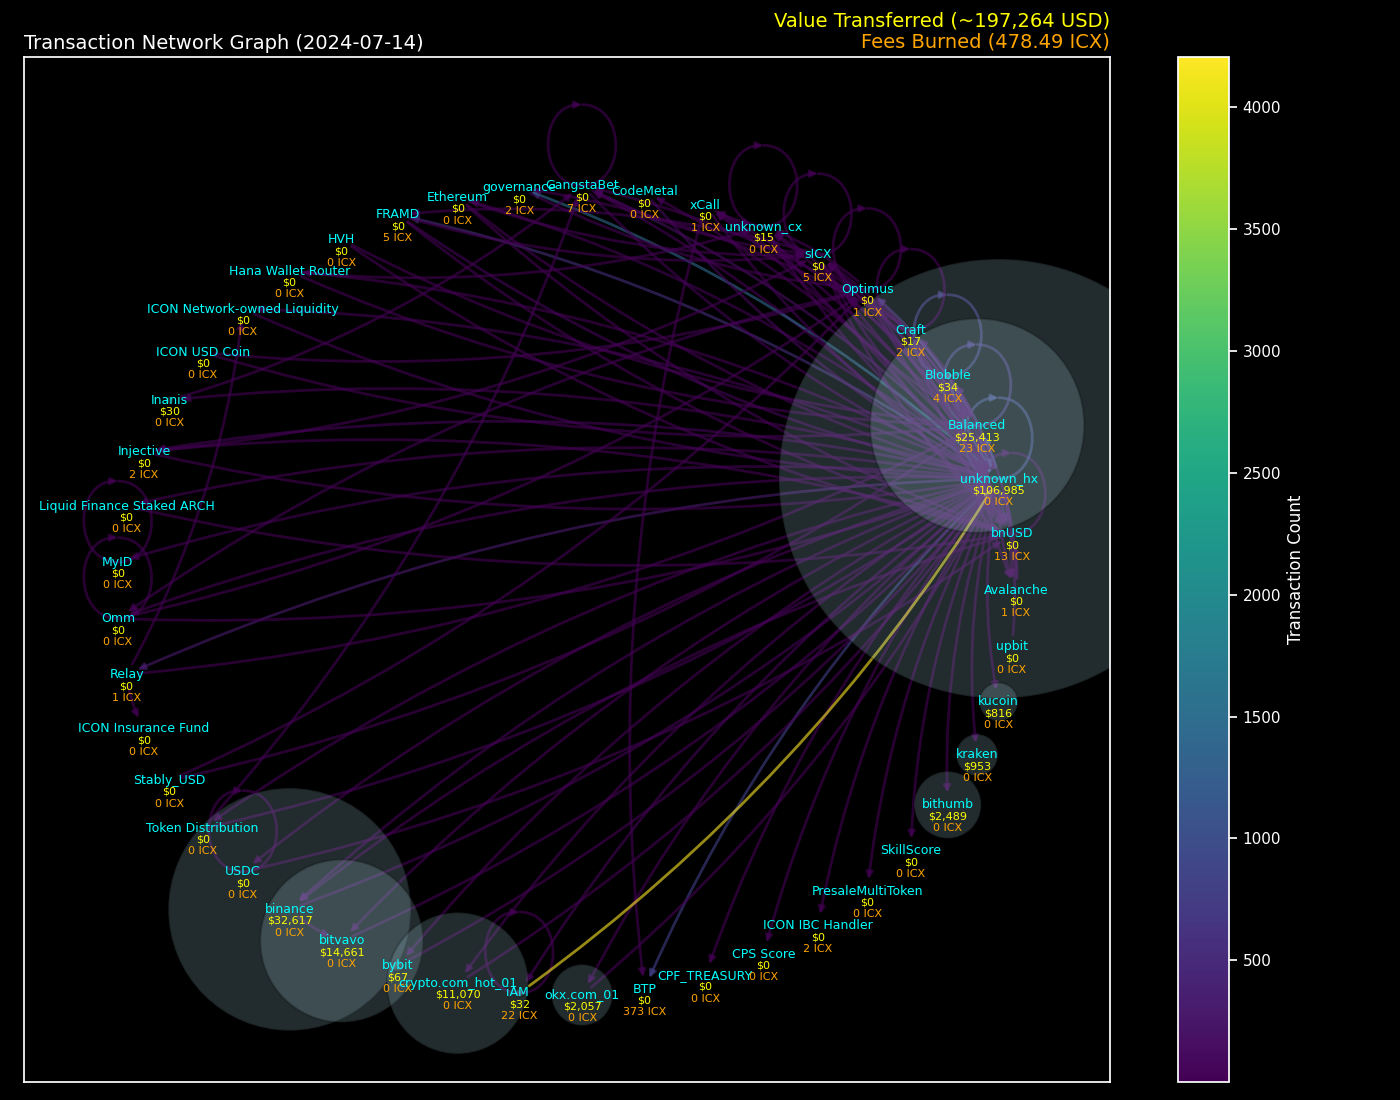 Value Transferred (~197,264 USD)
Transaction Network Graph (2024-07-14)
Fees Burned (478.49 ICX)
GangstaBet
$0
7 ICX
governance
$0
2 ICX
CodeMetal
$0
0 ICX
Ethereum
$0
0 ICX
xCall
$0
1 ICX
FRAMD
$0
5 ICX
unknown_cx
$15
0 ICX
HVH
$0
0 ICX
sICX
$0
5 ICX
Hana Wallet Router
$0
0 ICX
Optimus
$0
1 ICX
ICON Network-owned Liquidity
$0
0 ICX
Craft
$17
2 ICX
ICON USD Coin
$0
0 ICX
Blobble
$34
4 ICX
Inanis
$30
0 ICX
Balanced
$25,413
23 ICX
Injective
$0
2 ICX
unknown_hx
$106,985
0 ICX
Liquid Finance Staked ARCH
$0
0 ICX
bnUSD
$0
13 ICX
MyID
$0
0 ICX
Avalanche
$0
1 ICX
Omm
$0
0 ICX
upbit
$0
0 ICX
Relay
$0
1 ICX
kucoin
$816
0 ICX
ICON Insurance Fund
$0
0 ICX
kraken
$953
0 ICX
Stably_USD
$0
0 ICX
bithumb
$2,489
0 ICX
Token Distribution
$0
0 ICX
SkillScore
$0
0 ICX
USDC
$0
0 ICX
PresaleMultiToken
$0
0 ICX
binance
$32,617
0 ICX
ICON IBC Handler
$0
2 ICX
bitvavo
$14,661
0 ICX
CPS Score
$0
0 ICX
bybit
$67
0 ICX
CPF_TREASURY
$0
0 ICX
crypto.com_hot_01
$11,070
0 ICX
IAM
$32
22 ICX
okx.com_01
$2,057
0 ICX
BTP
$0
373 ICX
4000
3500
3000
2500
2000
1500
1000
500
Transaction Count